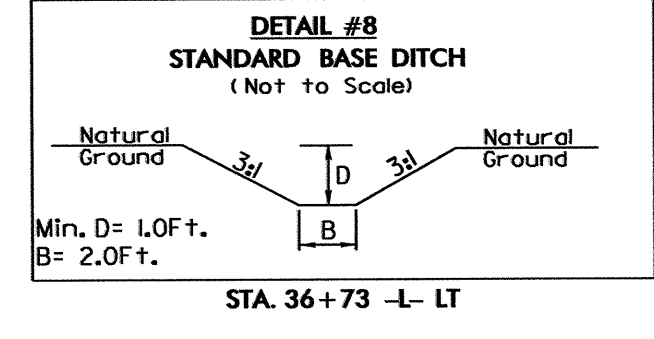 DETAIL #8
STANDARD BASE DITCH
(Not to Scale)
Natural
Ground
3:1
D
3:1
Natural
Ground
Min. D= 1.0Ft.
B= 2.0Ft.
B
STA. 36+73 -L- LT